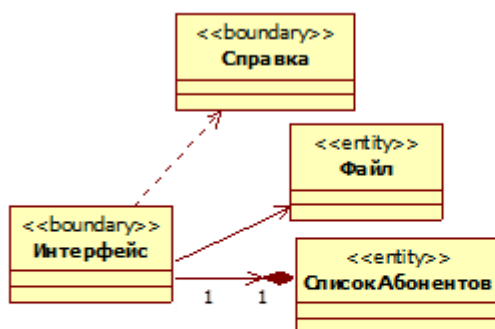 <<boundary>>
Справка
<<entity>>
Файл
<<boundary>>
Интерфейс
<<entity>>
СписокАбонентов
1 1